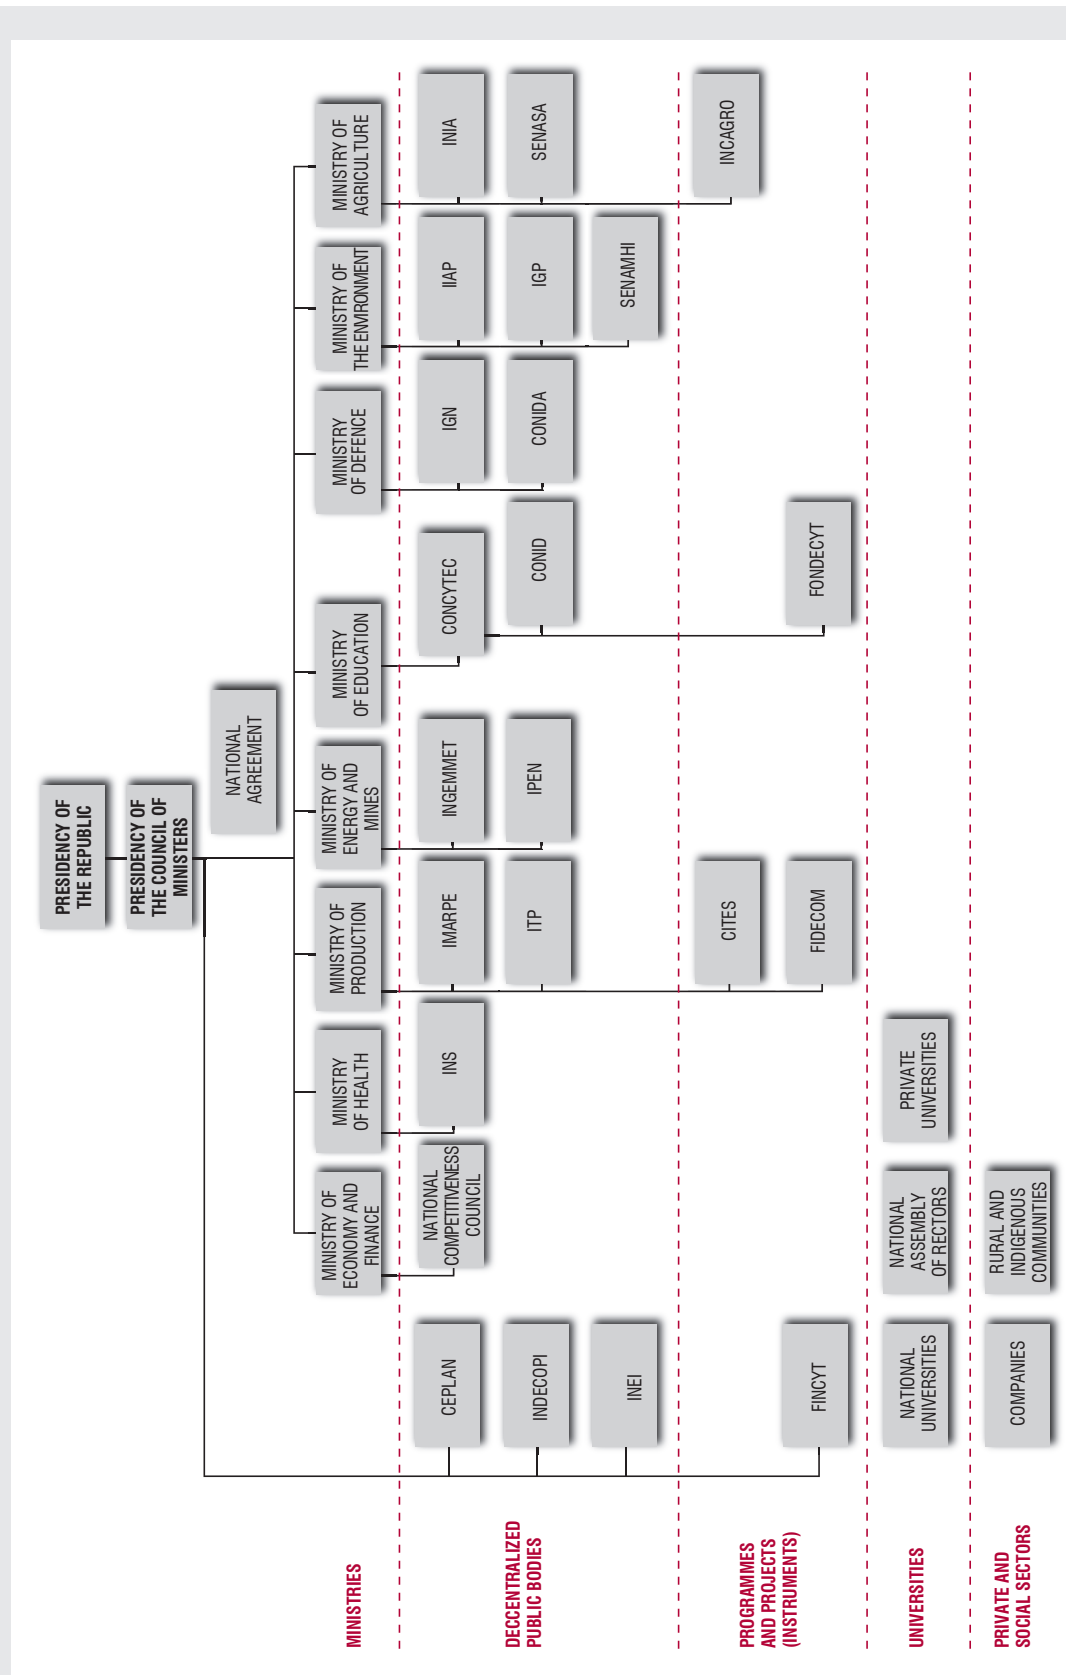 PRESIDENCY OF
THE REPUBLIC
PRESIDENCY OF
THE COUNCIL OF
MINISTERS
NATIONAL
AGREEMENT
MINISTRIES
MINISTRY OF
ECONOMY AND
FINANCE
MINISTRY
OF HEALTH
MINISTRY OF
PRODUCTION
MINISTRY OF
ENERGY AND
MINES
MINISTRY
OF EDUCATION
MINISTRY
OF DEFENCE
MINISTRY OF
THE ENVIRONMENT
MINISTRY OF
AGRICULTURE
DECCENTRALIZED
PUBLIC BODIES
CEPLAN
NATIONAL
COMPETITIVENESS
COUNCIL
INS
IMARPE
INGEMMET
CONCYTEC
IGN
IIAP
INIA
INDECOPI
ITP
IPEN
CONID
CONIDA
IGP
SENASA
INEI
SENAMHI
PROGRAMMES
AND PROJECTS
(INSTRUMENTS)
CITES
INCAGRO
FINCYT
FIDECOM
FONDECYT
UNIVERSITIES
NATIONAL
UNIVERSITIES
NATIONAL
ASSEMBLY
OF RECTORS
PRIVATE
UNIVERSITIES
PRIVATE AND
SOCIAL SECTORS
COMPANIES
RURAL AND
INDIGENOUS
COMMUNITIES